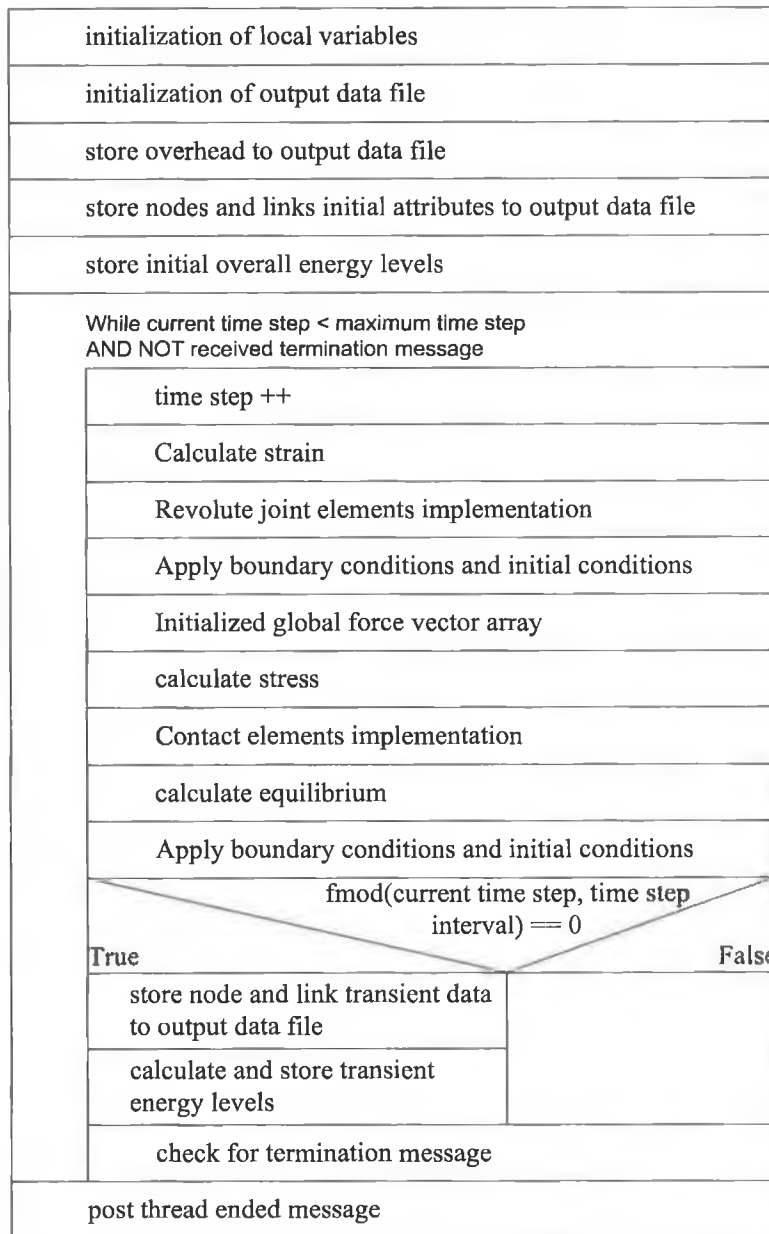 initialization of local variables
initialization of output data file
store overhead to output data file
store nodes and links initial attributes to output data file
store initial overall energy levels
While current time step < maximum time step
AND NOT received termination message
time step ++
Calculate strain
Revolute joint elements implementation
Apply boundary conditions and initial conditions
Initialized global force vector array
calculate stress
Contact elements implementation
calculate equilibrium
Apply boundary conditions and initial conditions
fmod(current time step, time step
interval) == 0
True
False
store node and link transient data
to output data file
calculate and store transient
energy levels
check for termination message
post thread ended message